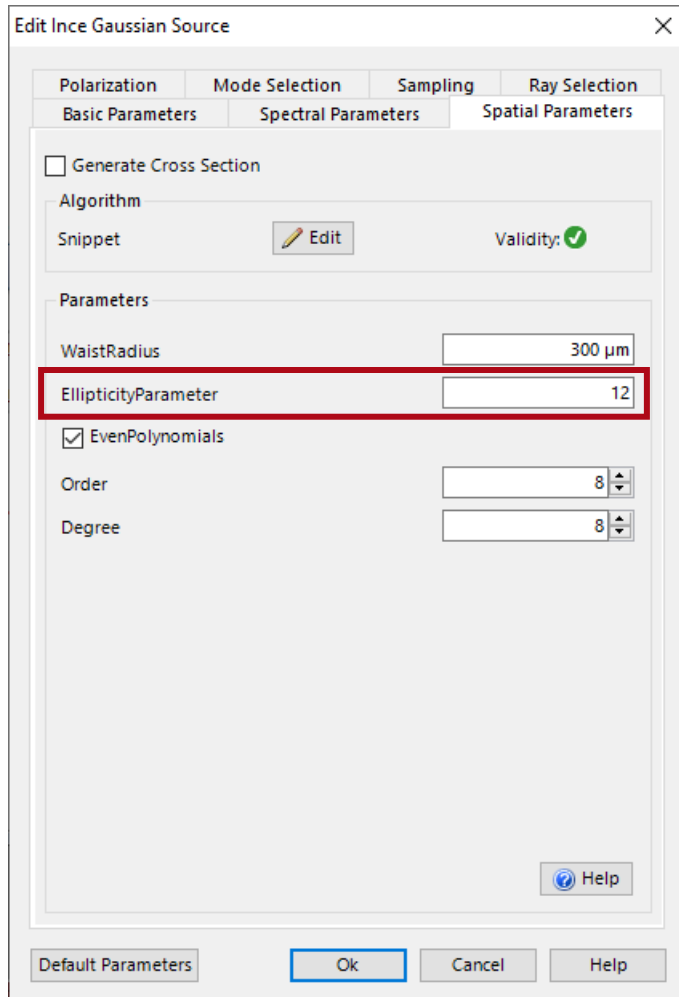 Edit Ince Gaussian Source
Polarization Mode Selection Sampling Ray Selection
Basic Parameters Spectral Parameters Spatial Parameters
Generate Cross Section
Algorithm
Snippet Edit Validity:
Parameters
WaistRadius 300 µm
EllipticityParameter 12
EvenPolynomials
Order 8
Degree 8
Help
Default Parameters Ok Cancel Help